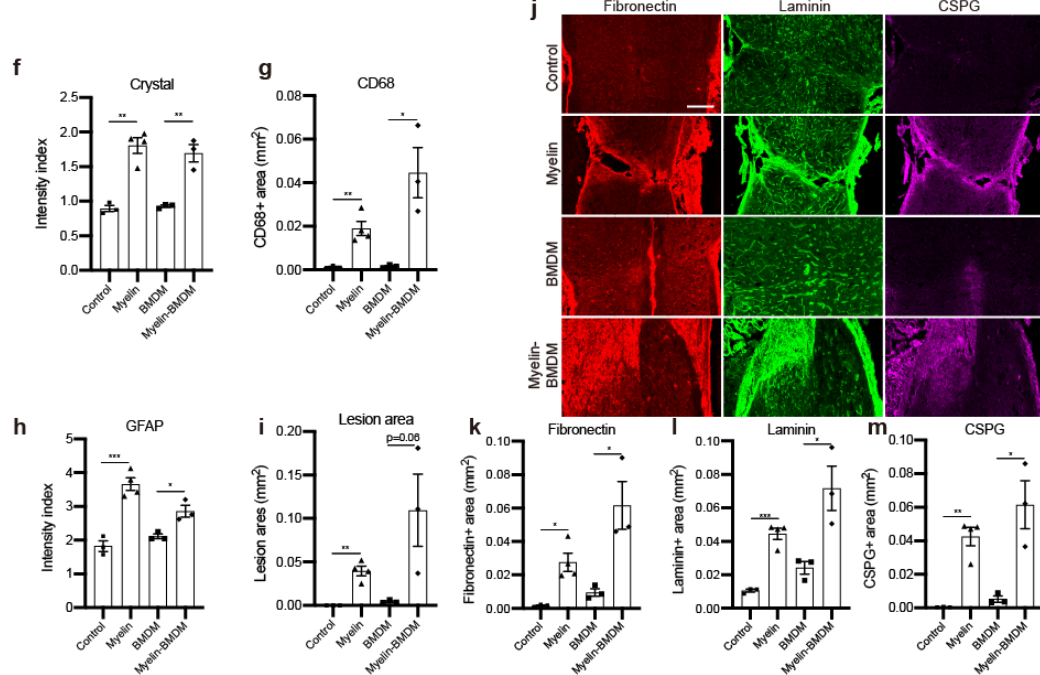 f
Crystal
Intensity index
2.5
2.0
1.5
1.0
0.5
0.0
**
**
Control
Myelin
BMDM
Myelin-BMDM
g
CD68
CD68+ area (mm²)
0.08
0.06
0.04
0.02
0.00
**
*
Control
Myelin
BMDM
Myelin-BMDM
j
Fibronectin
Laminin
CSPG
Control
Myelin
BMDM
Myelin-
BMDM
h
GFAP
Intensity index
5
4
3
2
1
0
***
*
Control
Myelin
BMDM
Myelin-BMDM
i
Lesion area
Lesion ares (mm²)
0.20
0.15
0.10
0.05
0.00
**
p=0.06
Control
Myelin
BMDM
Myelin-BMDM
k
Fibronectin
Fibronectin+ area (mm²)
0.10
0.08
0.06
0.04
0.02
0.00
*
*
Control
Myelin
BMDM
Myelin-BMDM
l
Laminin
Laminin+ area (mm²)
0.10
0.08
0.06
0.04
0.02
0.00
***
*
Control
Myelin
BMDM
Myelin-BMDM
m
CSPG
CSPG+ area (mm²)
0.10
0.08
0.06
0.04
0.02
0.00
**
*
Control
Myelin
BMDM
Myelin-BMDM